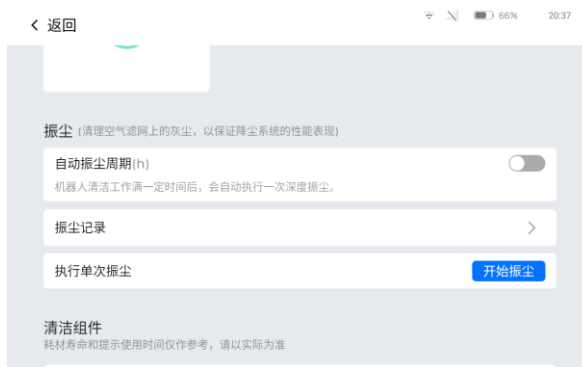 返回
66%
20:37
振尘 (清理空气滤网上的灰尘，以保证降尘系统的性能表现)
自动振尘周期(h)
机器人清洁工作满一定时间后，会自动执行一次深度振尘。
振尘记录
执行单次振尘
开始振尘
清洁组件
耗材寿命和提示使用时间仅作参考，请以实际为准